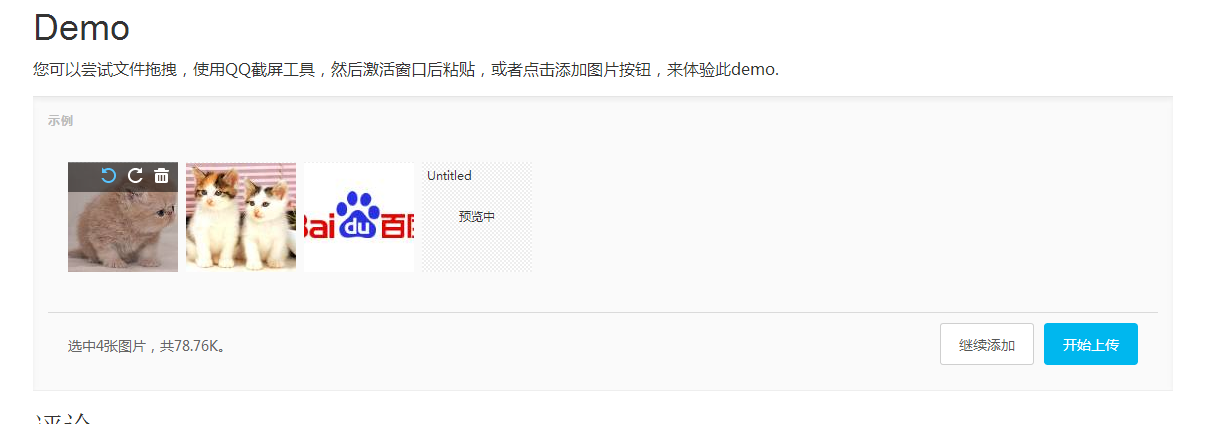 Demo
您可以尝试文件拖拽，使用QQ截屏工具，然后激活窗口后粘贴，或者点击添加图片按钮，来体验此demo.
示例
Bai du 百度
Untitled
预览中
选中4张图片，共78.76K。
继续添加
开始上传
评论